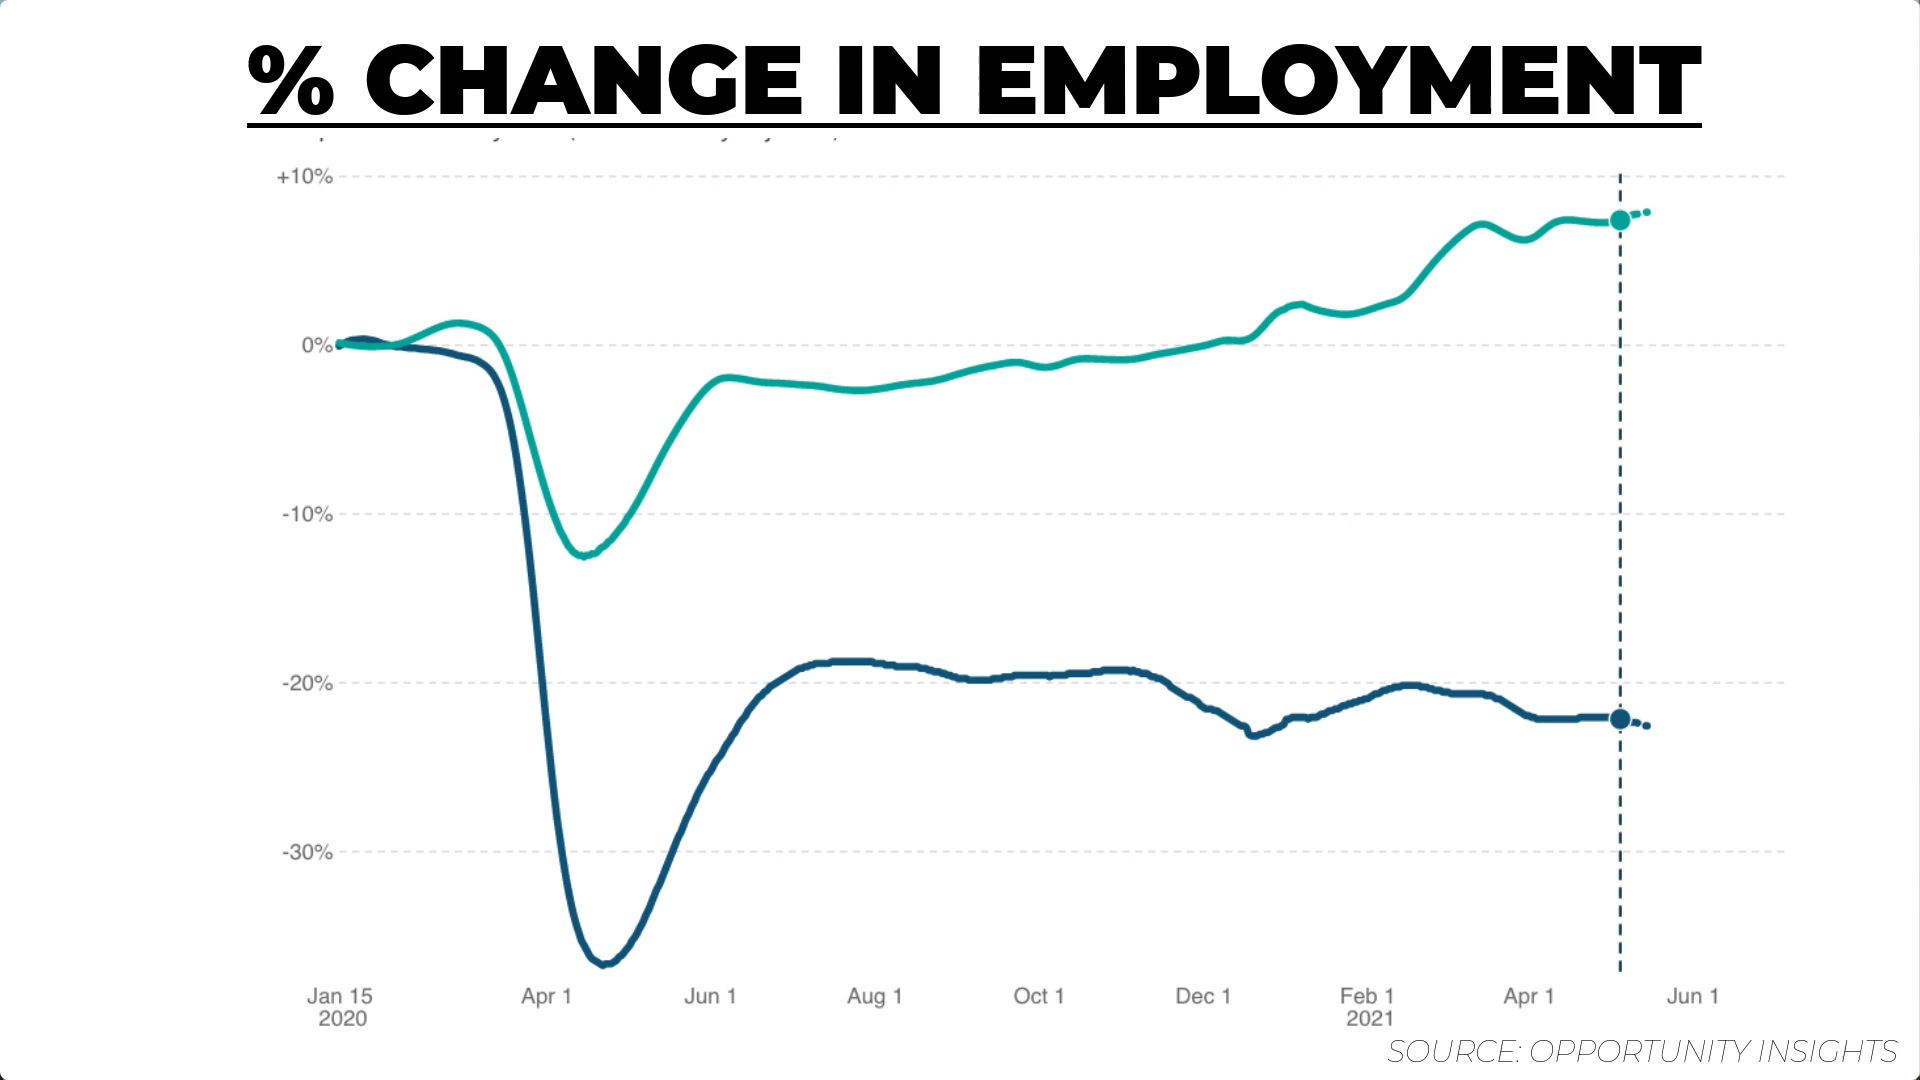 % CHANGE IN EMPLOYMENT
+10%
0%
-10%
-20%
-30%
Jan 15 Apr 1 Jun 1 Aug 1 Oct 1 Dec 1 Feb 1 Apr 1 Jun 1
2020 2021
SOURCE: OPPORTUNITY INSIGHTS